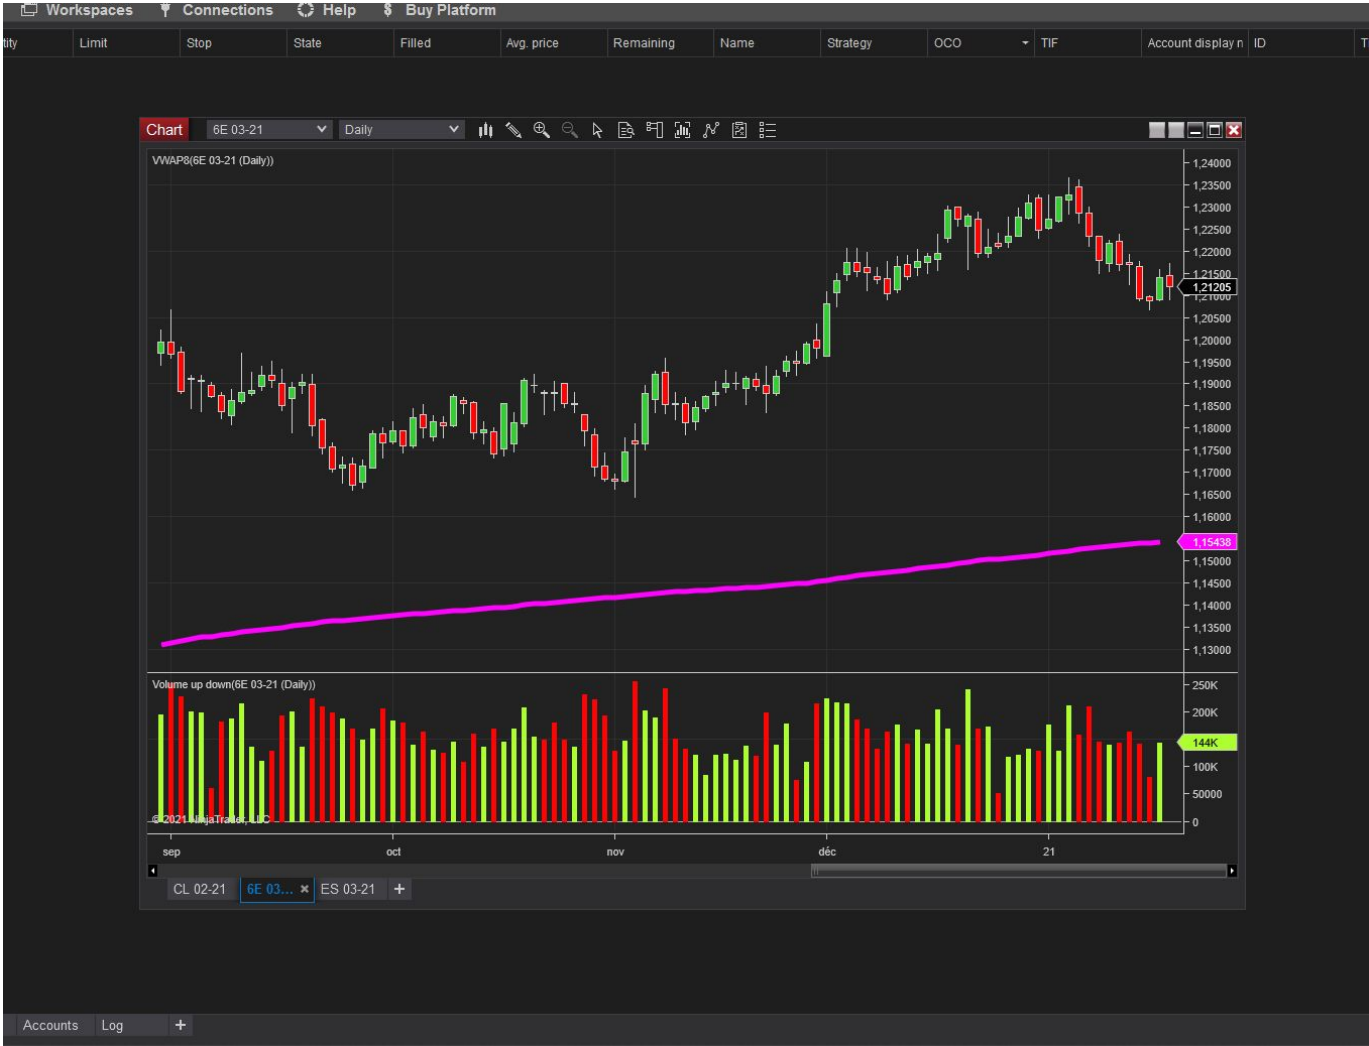 Workspaces Connections Help $ Buy Platform
tity Limit Stop State Filled Avg. price Remaining Name Strategy OCO TIF Account display n ID T
Chart 6E 03-21 Daily
VWAP8(6E 03-21 (Daily))
1,24000
1,23500
1,23000
1,22500
1,22000
1,21500
1,21205
1,21000
1,20500
1,20000
1,19500
1,19000
1,18500
1,18000
1,17500
1,17000
1,16500
1,16000
1,15438
1,15000
1,14500
1,14000
1,13500
1,13000
Volume up down(6E 03-21 (Daily))
250K
200K
144K
100K
50000
0
© 2021 NinjaTrader, LLC
sep oct nov déc 21
CL 02-21 6E 03... ES 03-21 +
Accounts Log +